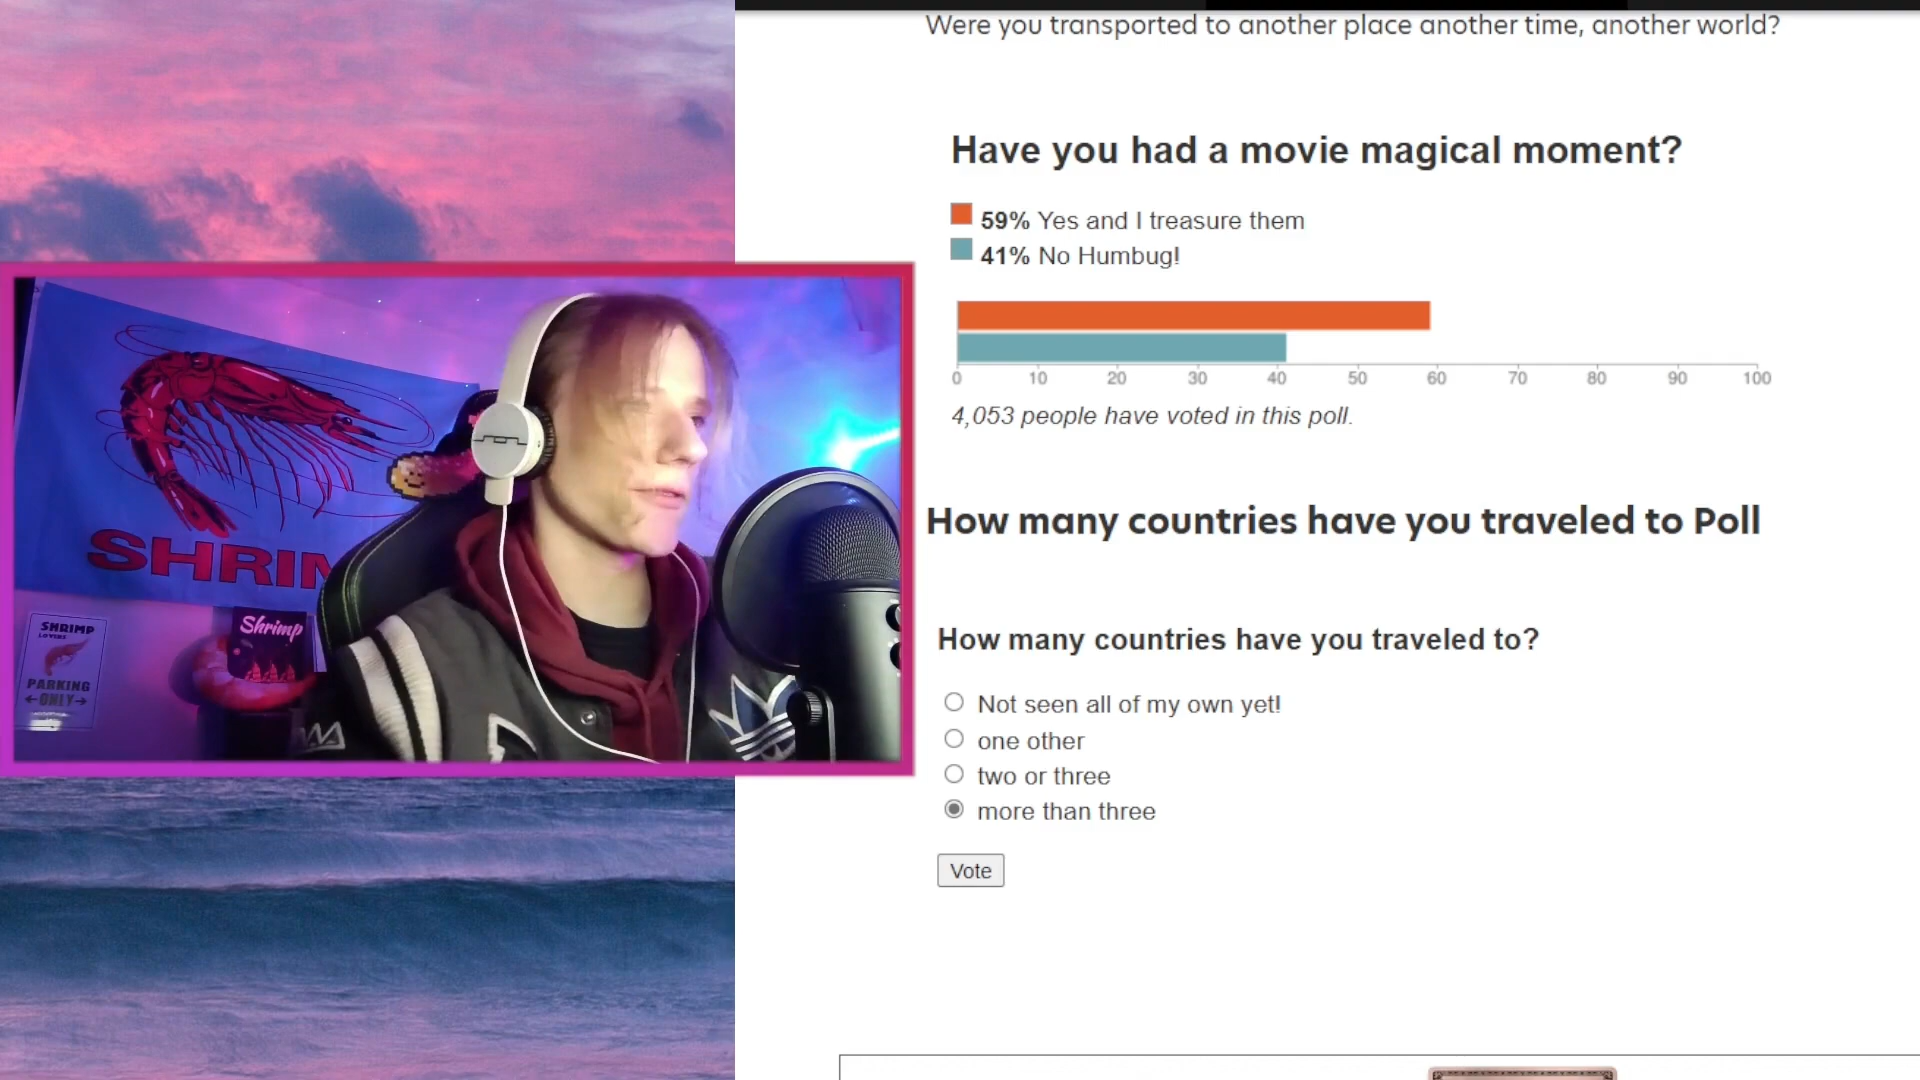 Were you transported to another place another time, another world?
Have you had a movie magical moment?
59% Yes and I treasure them
41% No Humbug!
0 10 20 30 40 50 60 70 80 90 100
4,053 people have voted in this poll.
How many countries have you traveled to Poll
How many countries have you traveled to?
Not seen all of my own yet!
one other
two or three
more than three
Vote
SHRIM
Shrimp
SHRIMP
LOVERS
PARKING
←ONLY→